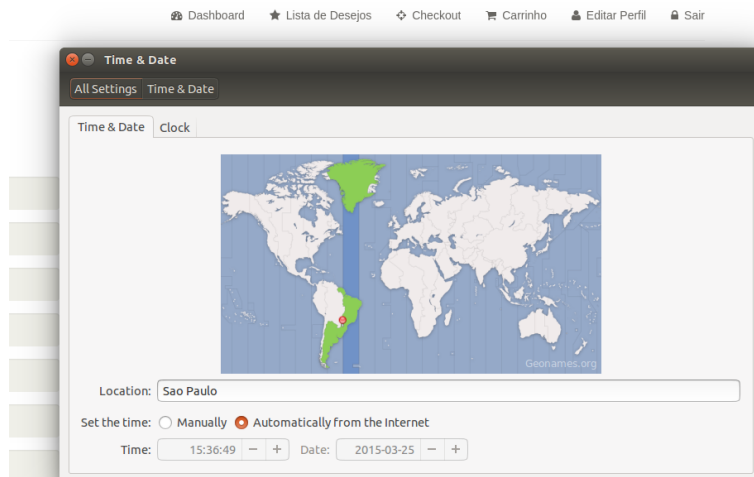 Dashboard Lista de Desejos Checkout Carrinho Editar Perfil Sair
Time & Date
All Settings Time & Date
Time & Date Clock
Geonames.org
Location: Sao Paulo
Set the time: Manually Automatically from the Internet
Time: 15:36:49 − + Date: 2015-03-25 − +